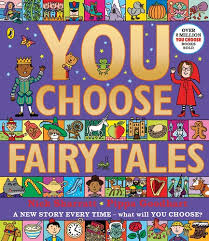 YOU
OVER
2 MILLION
YOU CHOOSE
BOOKS
SOLD
CHOOSE
FAIRY TALES
Nick Sharratt · Pippa Goodhart
A NEW STORY EVERY TIME – what will YOU CHOOSE?